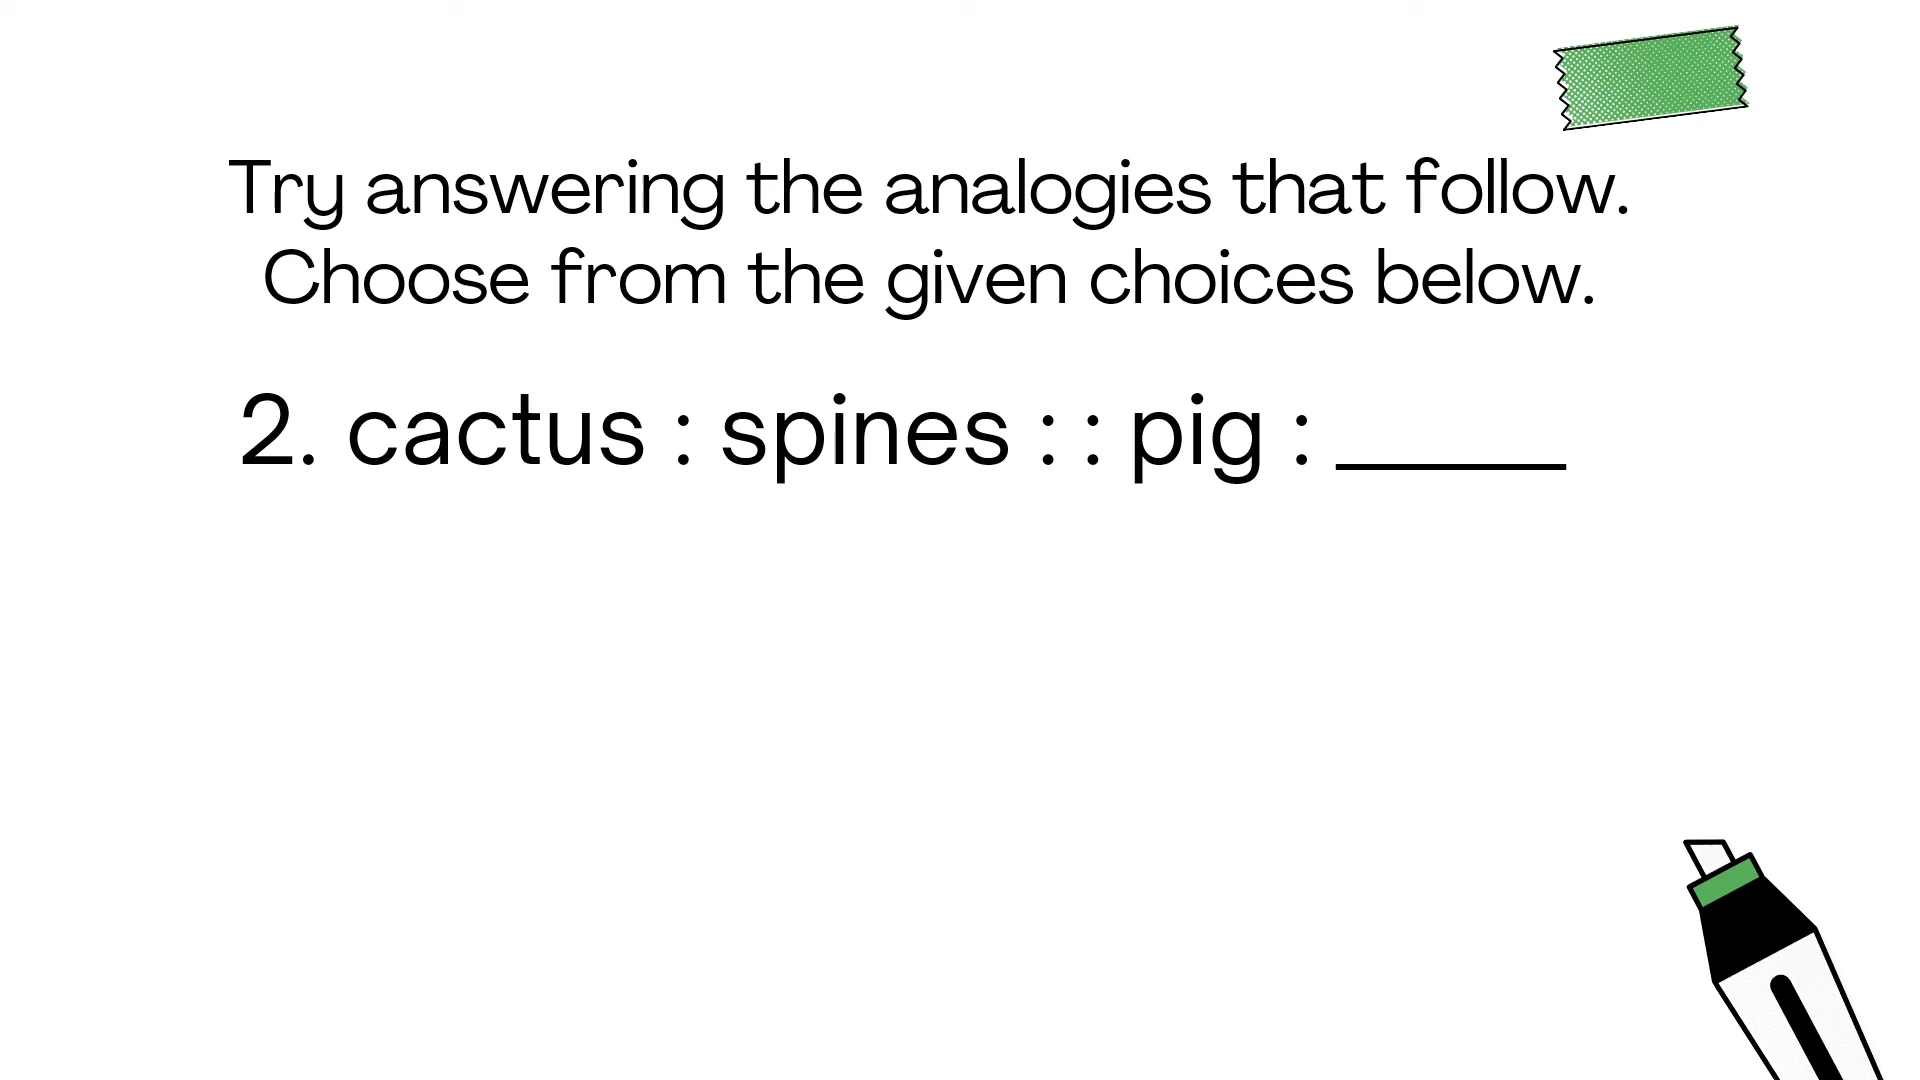 Try answering the analogies that follow.
Choose from the given choices below.
2. cactus : spines : : pig : _____